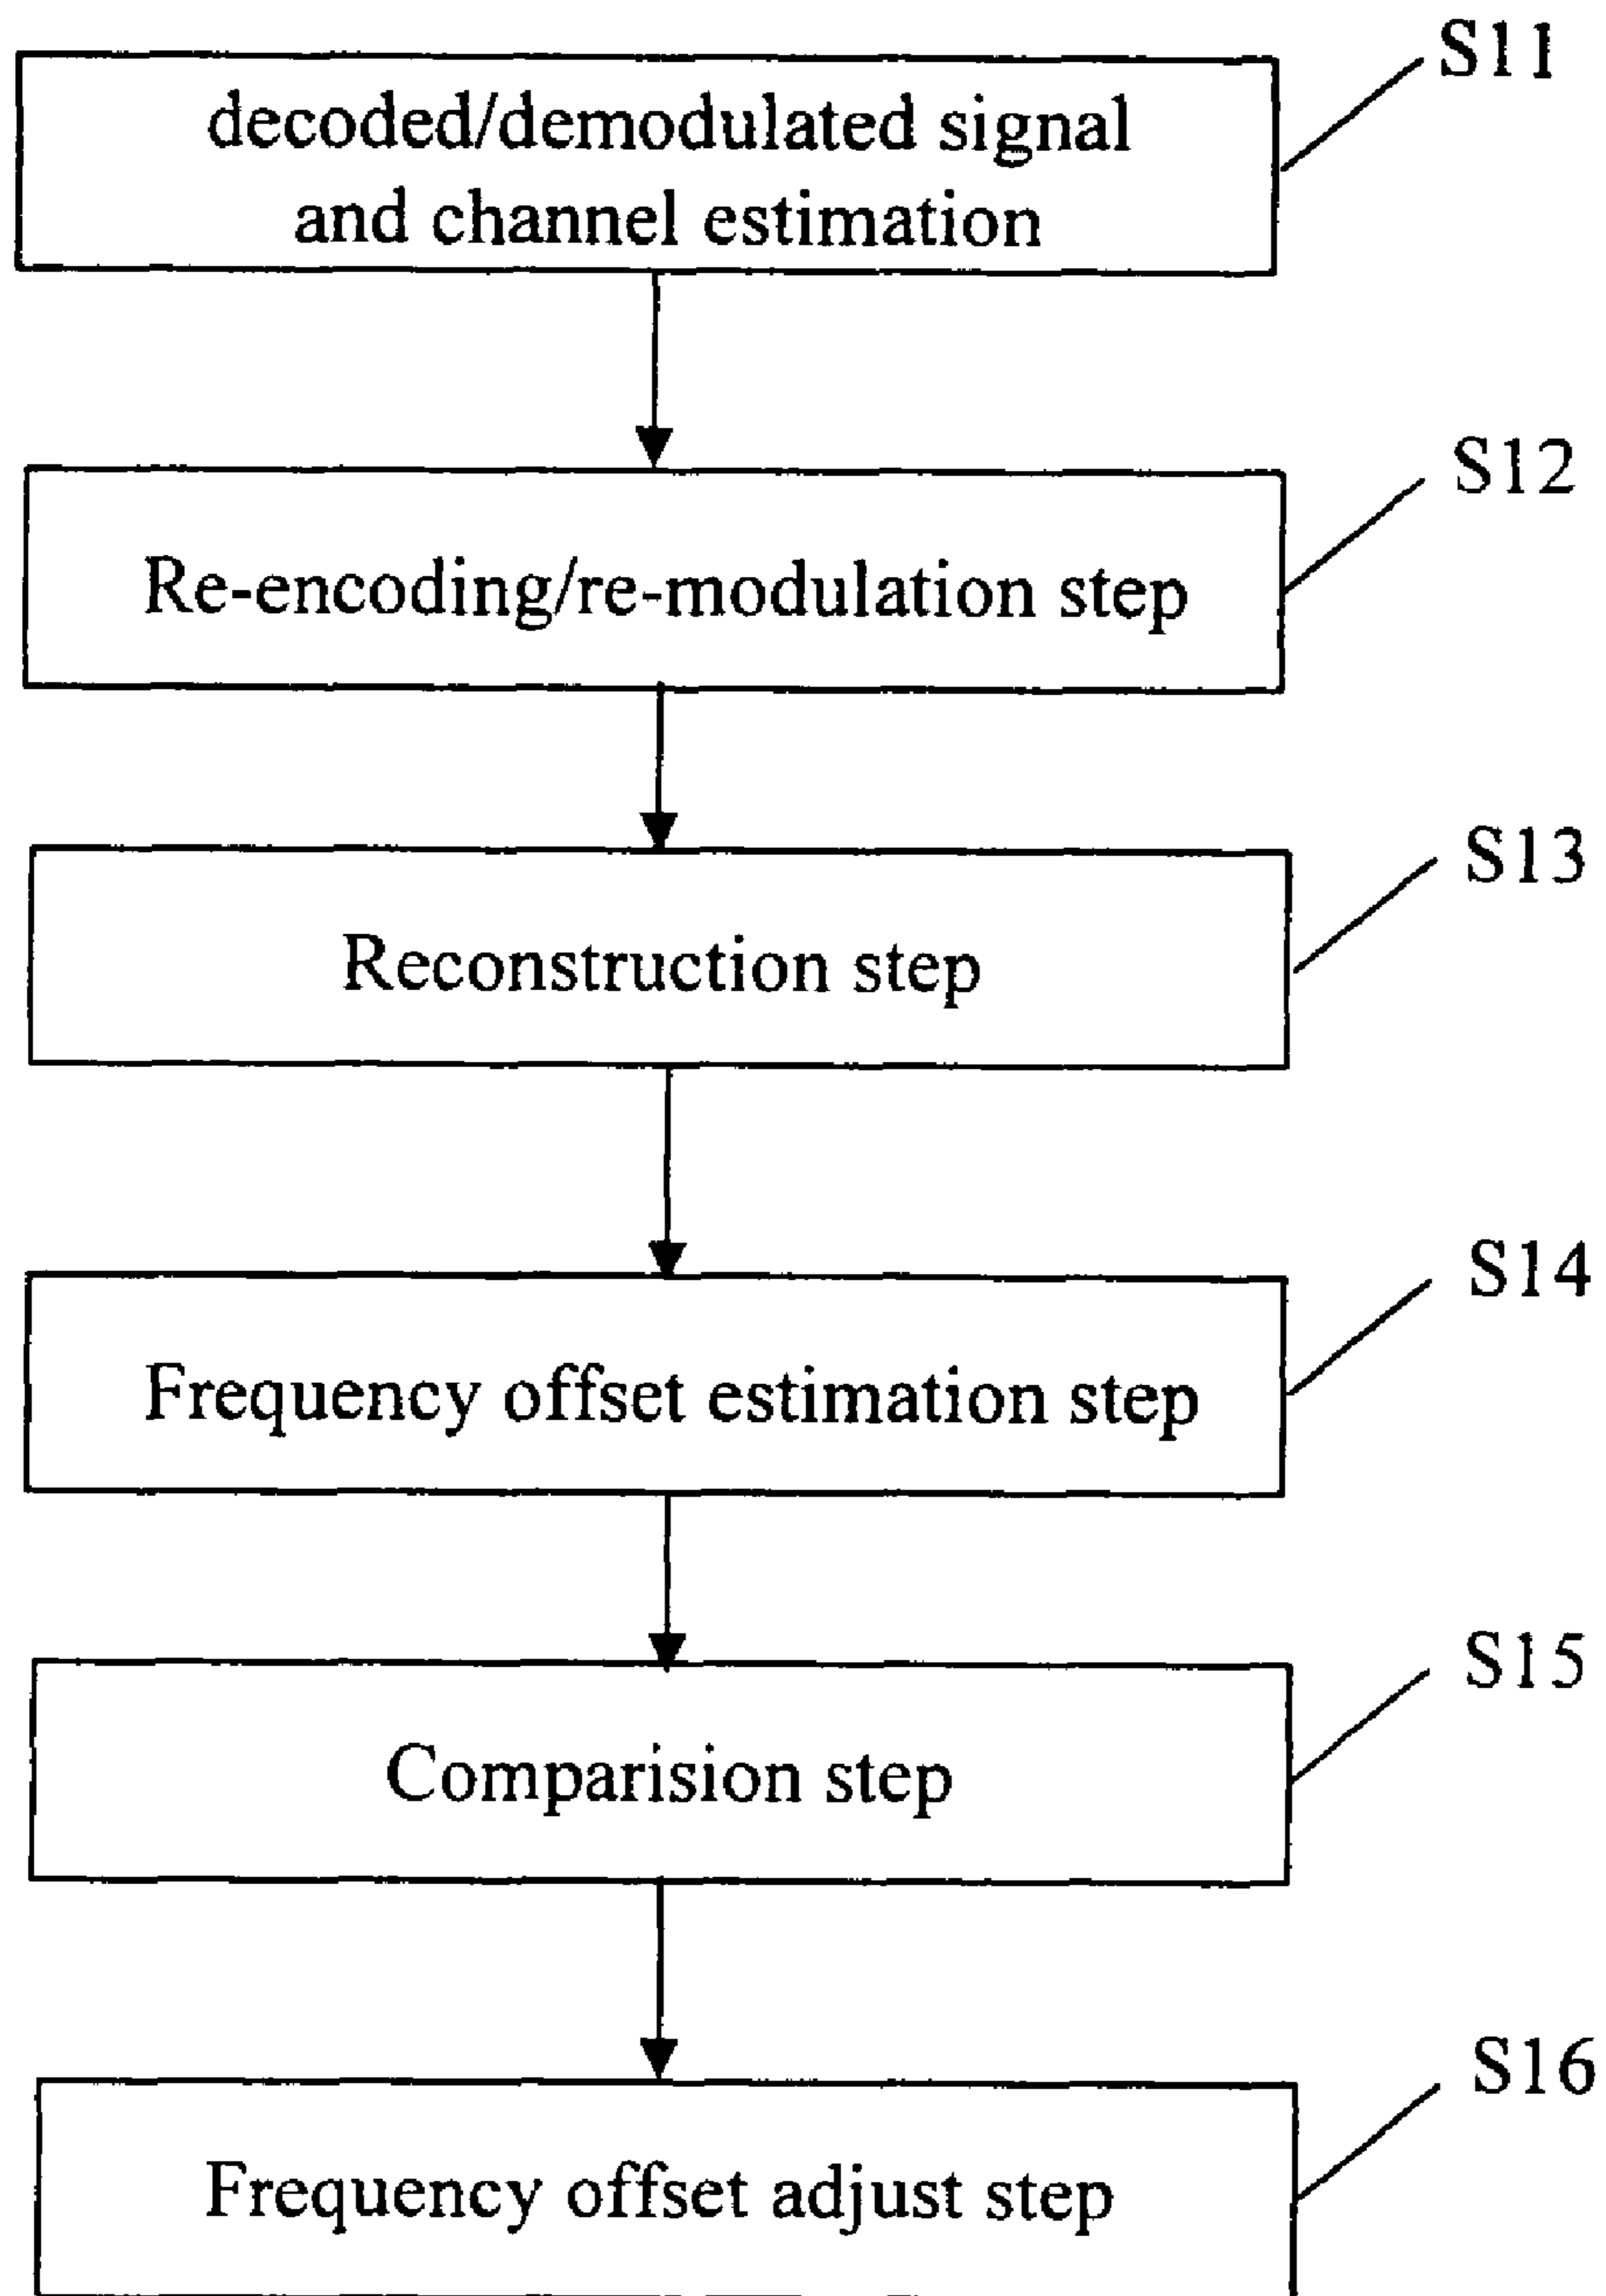 S11
decoded/demodulated signal
and channel estimation
S12
Re-encoding/re-modulation step
S13
Reconstruction step
S14
Frequency offset estimation step
S15
Comparision step
S16
Frequency offset adjust step